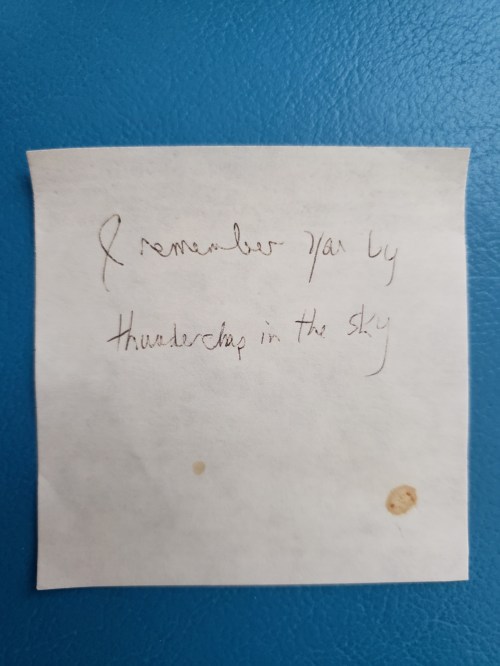 I remember you by
thunderclap in the sky